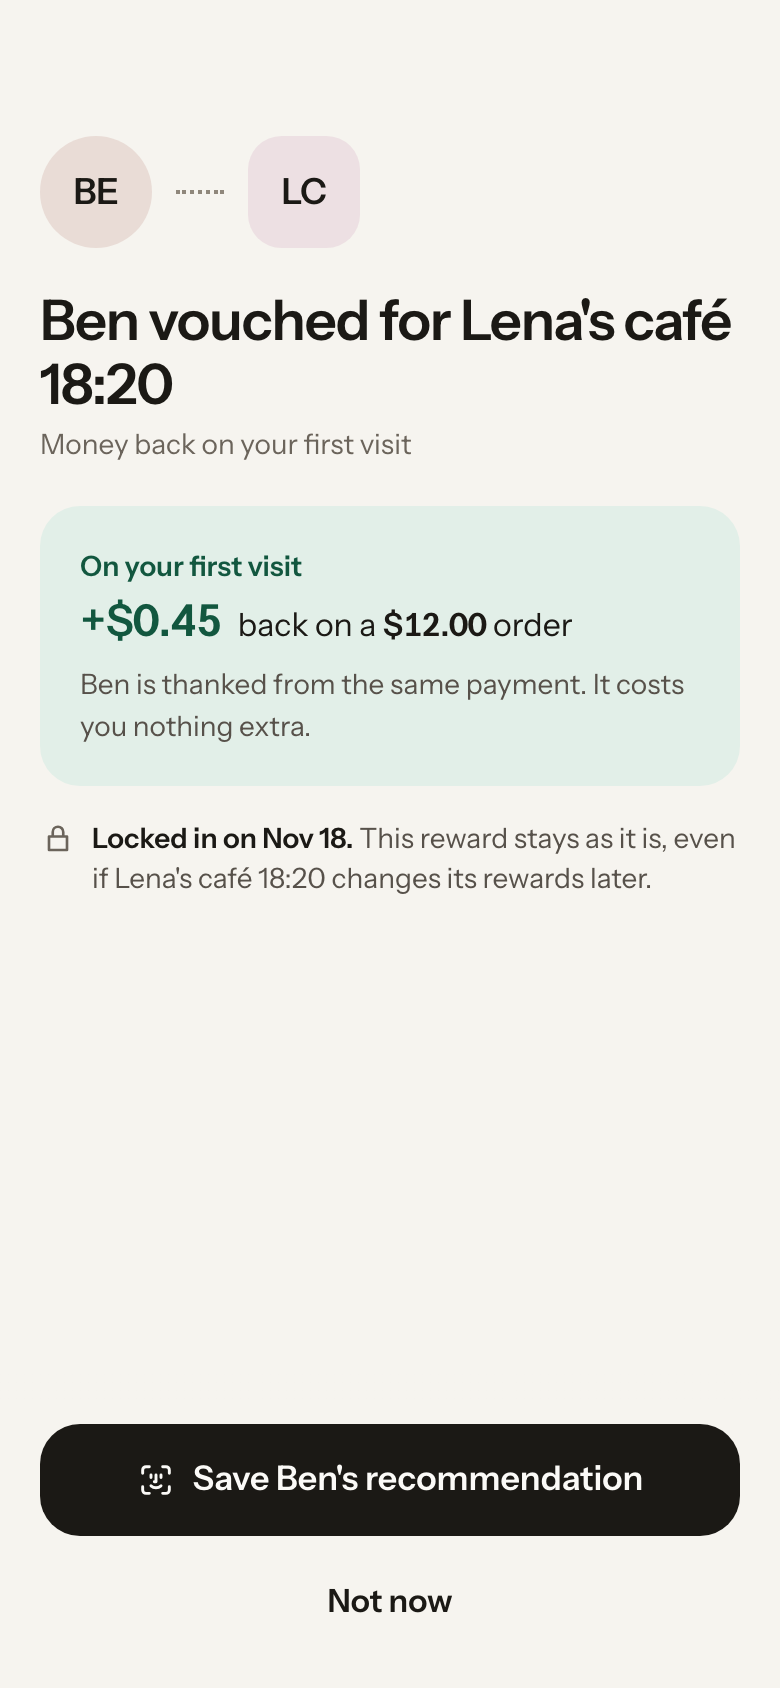 BE
LC
Ben vouched for Lena's café
18:20
Money back on your first visit
On your first visit
+$0.45 back on a $12.00 order
Ben is thanked from the same payment. It costs
you nothing extra.
Locked in on Nov 18. This reward stays as it is, even
if Lena's café 18:20 changes its rewards later.
Save Ben's recommendation
Not now